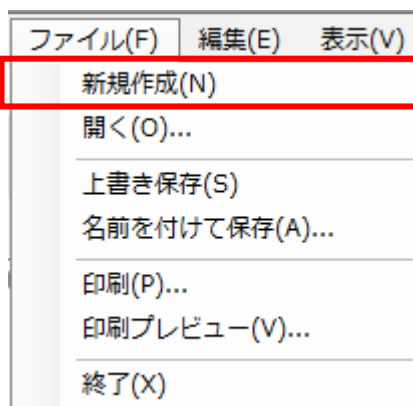 ファイル(F) 編集(E) 表示(V)
新規作成(N)
開く(O)...
上書き保存(S)
名前を付けて保存(A)...
印刷(P)...
印刷プレビュー(V)...
終了(X)